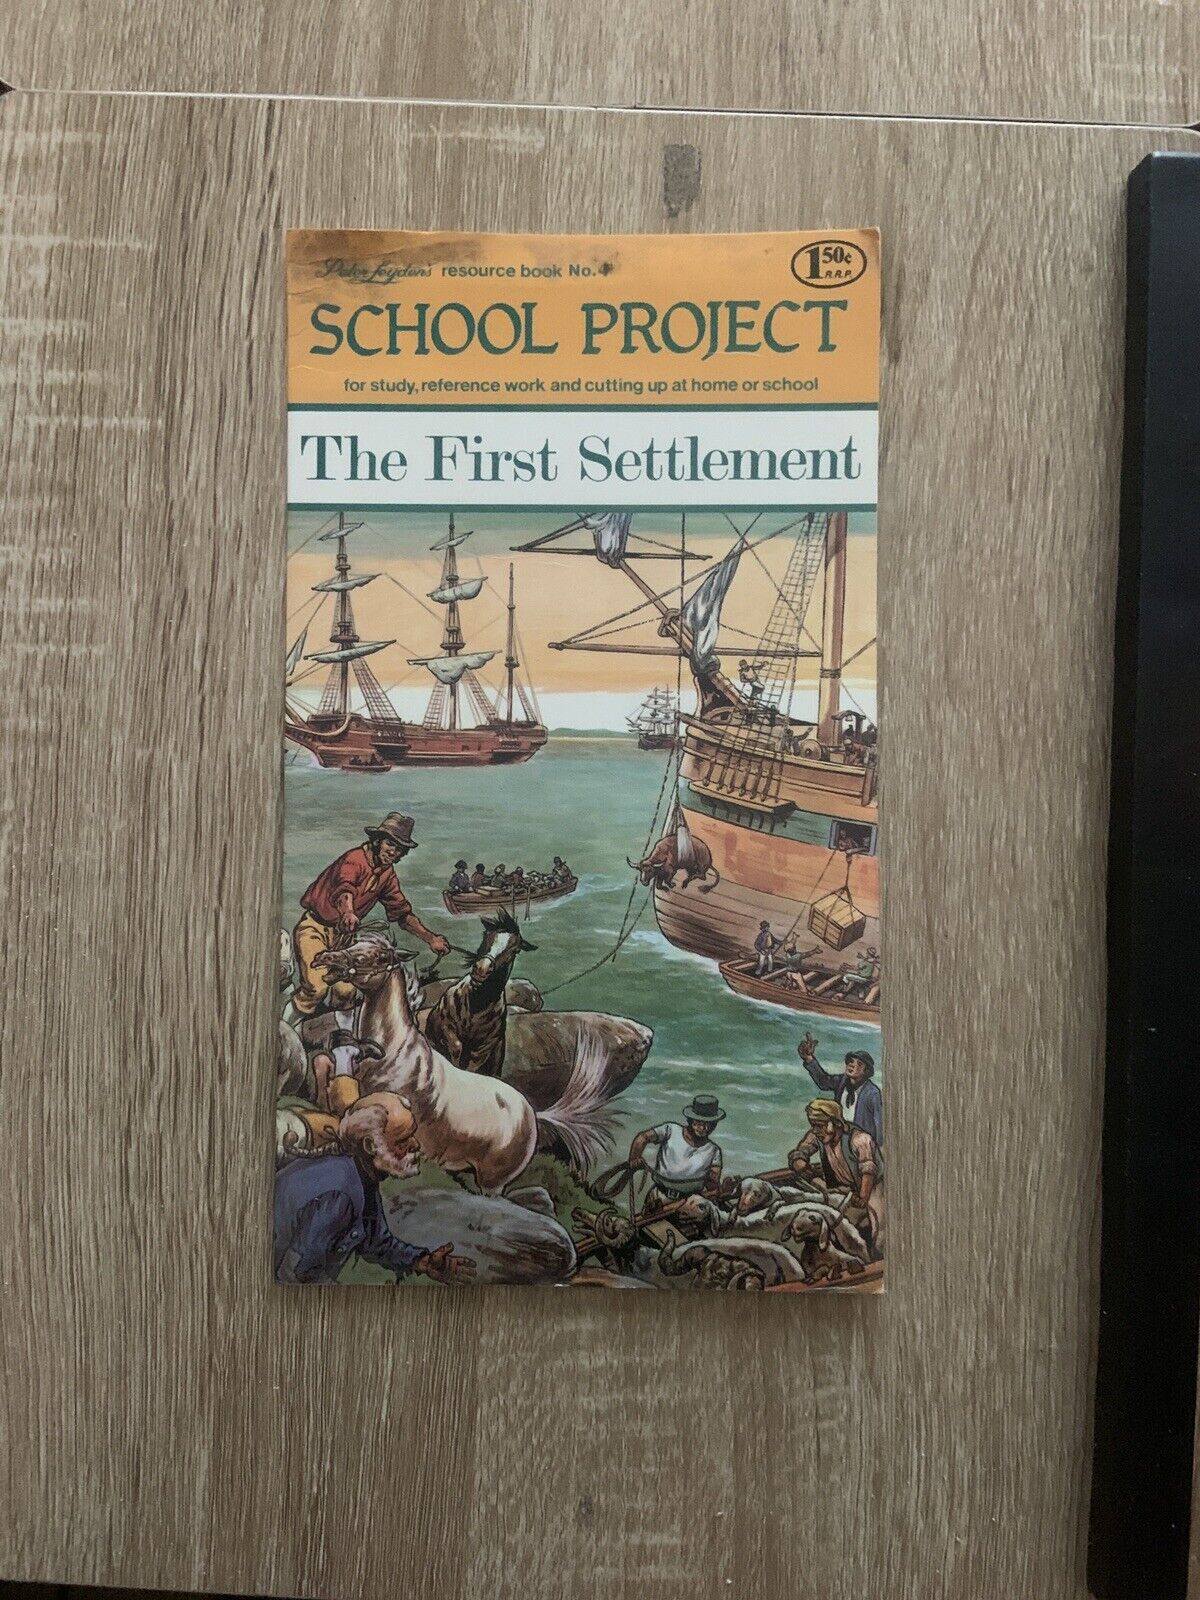 Peter Leyden's resource book No.4
1 50¢
R.R.P.
SCHOOL PROJECT
for study, reference work and cutting up at home or school
The First Settlement